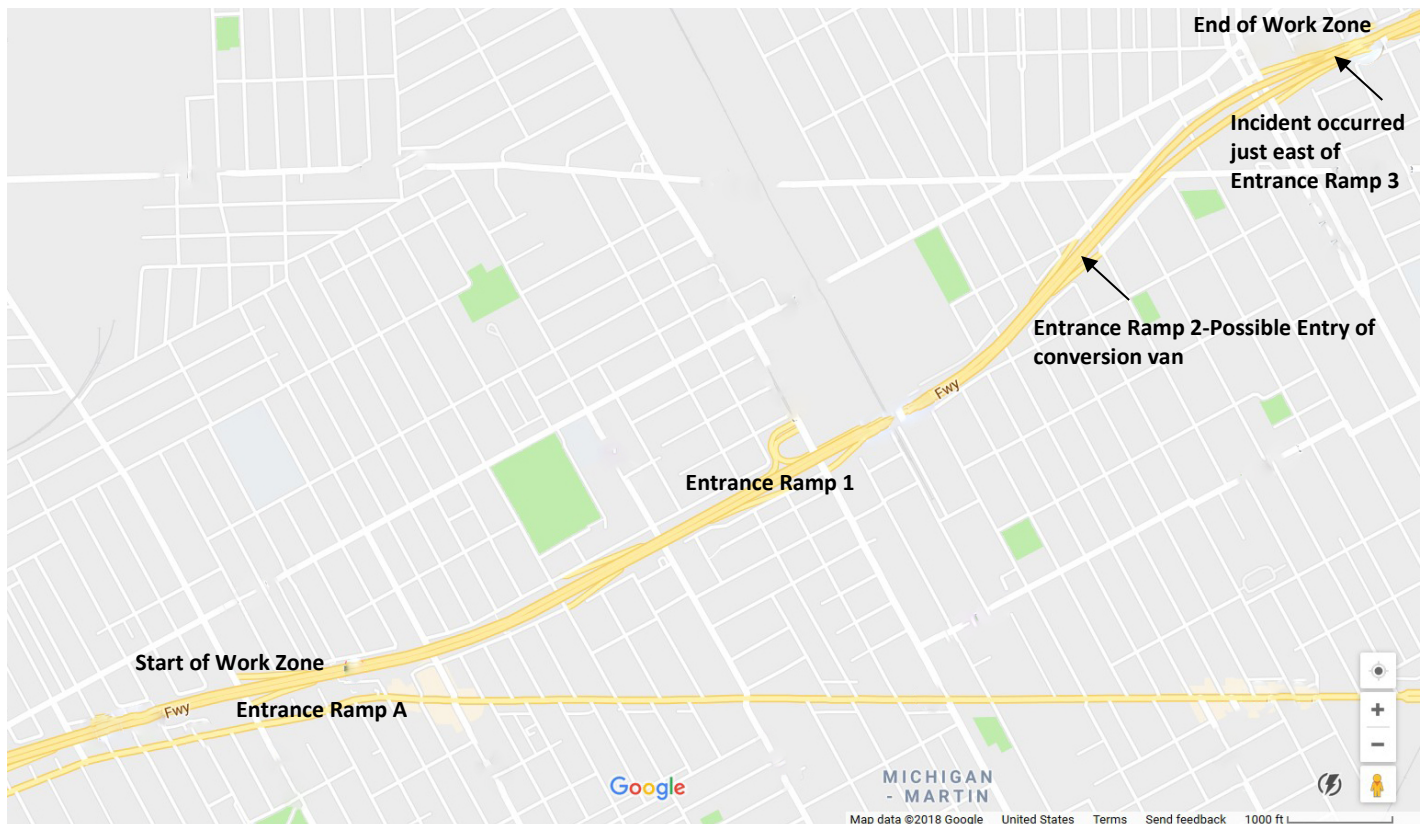 End of Work Zone
Incident occurred
just east of
Entrance Ramp 3
Entrance Ramp 2-Possible Entry of
conversion van
Fwy
Entrance Ramp 1
Start of Work Zone
Fwy
Entrance Ramp A
Google
MICHIGAN
- MARTIN
Map data ©2018 Google United States Terms Send feedback 1000 ft